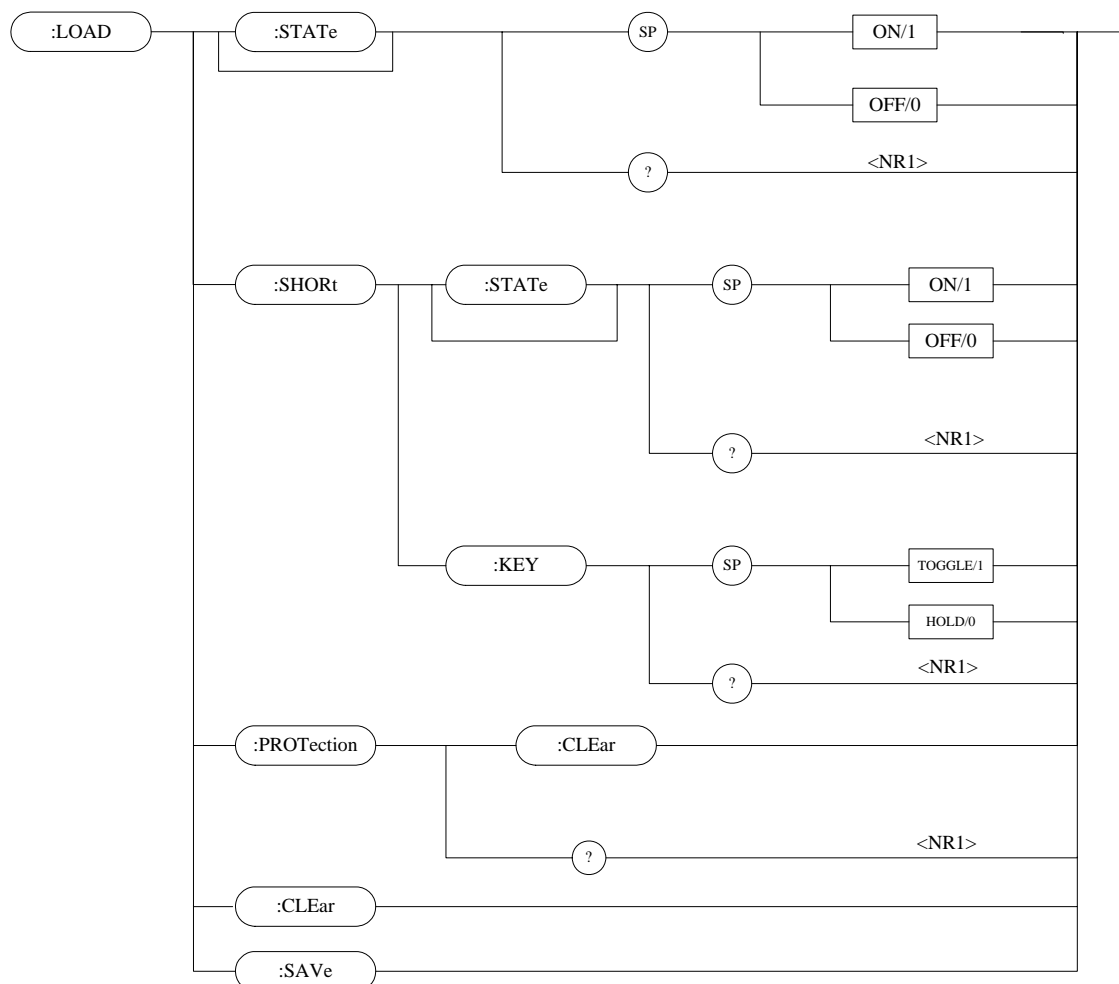 :LOAD :STATe SP ON/1
OFF/0
? <NR1>
:SHORt :STATe SP ON/1
OFF/0
? <NR1>
:KEY SP TOGGLE/1
HOLD/0
? <NR1>
:PROTection :CLEar
? <NR1>
:CLEar
:SAVe